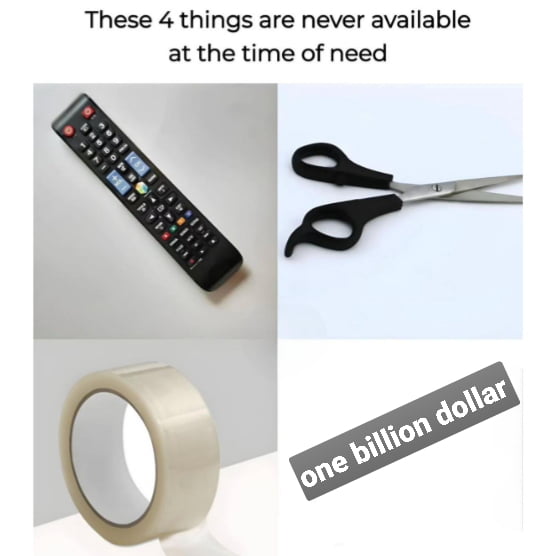 These 4 things are never available
at the time of need
one billion dollar